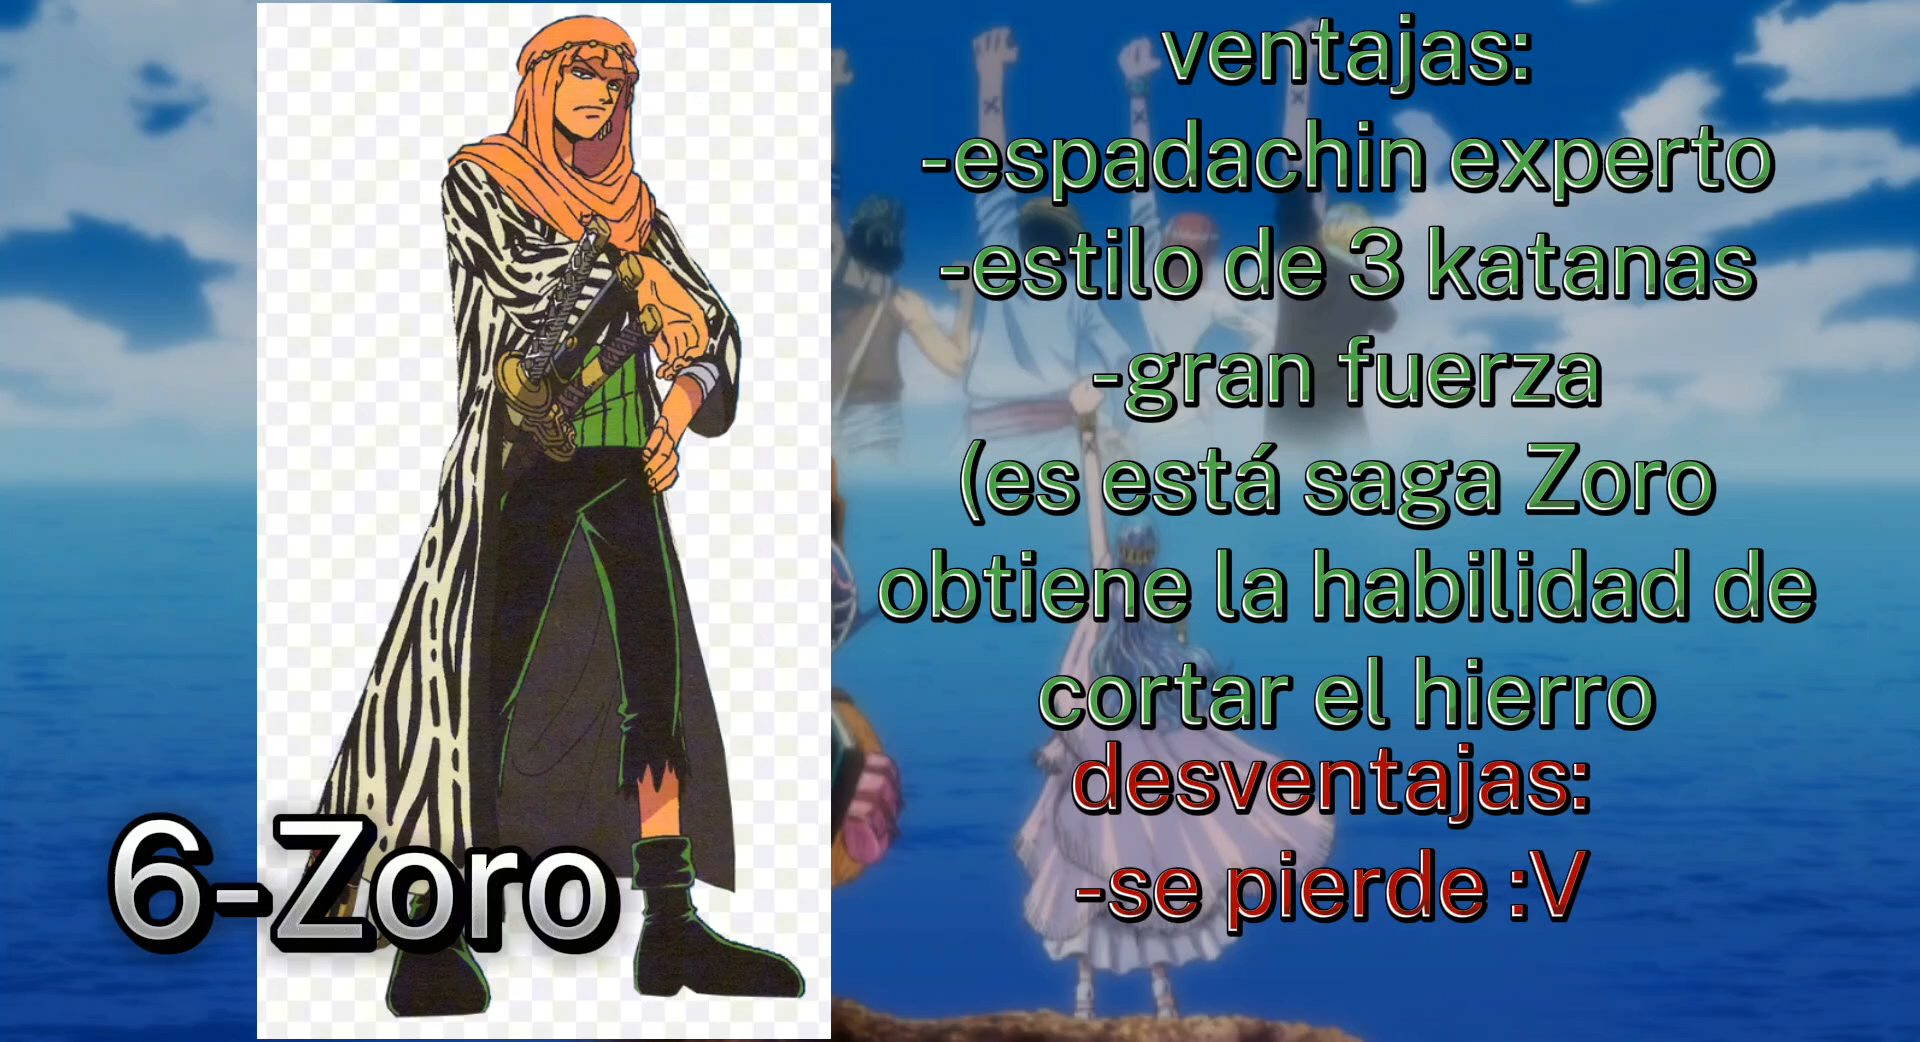 ventajas:
-espadachin experto
-estilo de 3 katanas
-gran fuerza
(es está saga Zoro
obtiene la habilidad de
cortar el hierro
desventajas:
-se pierde :V
6-Zoro